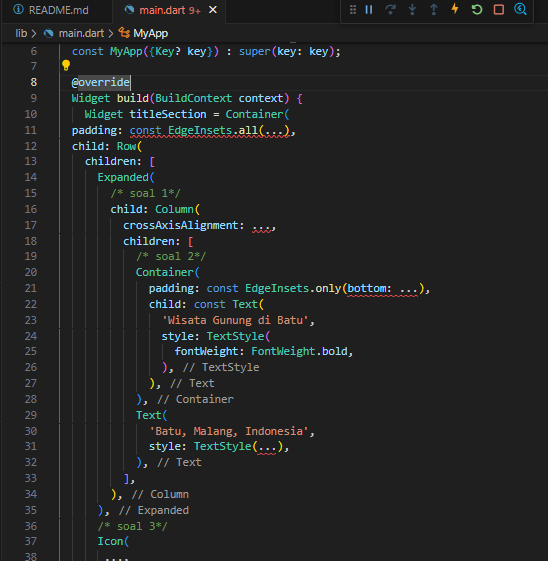 README.md
main.dart 9+
lib > main.dart > MyApp
6 const MyApp({Key? key}) : super(key: key);
7
8 @override
9 Widget build(BuildContext context) {
10 Widget titleSection = Container(
11 padding: const EdgeInsets.all(...),
12 child: Row(
13 children: [
14 Expanded(
15 /* soal 1*/
16 child: Column(
17 crossAxisAlignment: ...,
18 children: [
19 /* soal 2*/
20 Container(
21 padding: const EdgeInsets.only(bottom: ...),
22 child: const Text(
23 'Wisata Gunung di Batu',
24 style: TextStyle(
25 fontWeight: FontWeight.bold,
26 ), // TextStyle
27 ), // Text
28 ), // Container
29 Text(
30 'Batu, Malang, Indonesia',
31 style: TextStyle(...),
32 ), // Text
33 ],
34 ), // Column
35 ), // Expanded
36 /* soal 3*/
37 Icon(
38 ...,